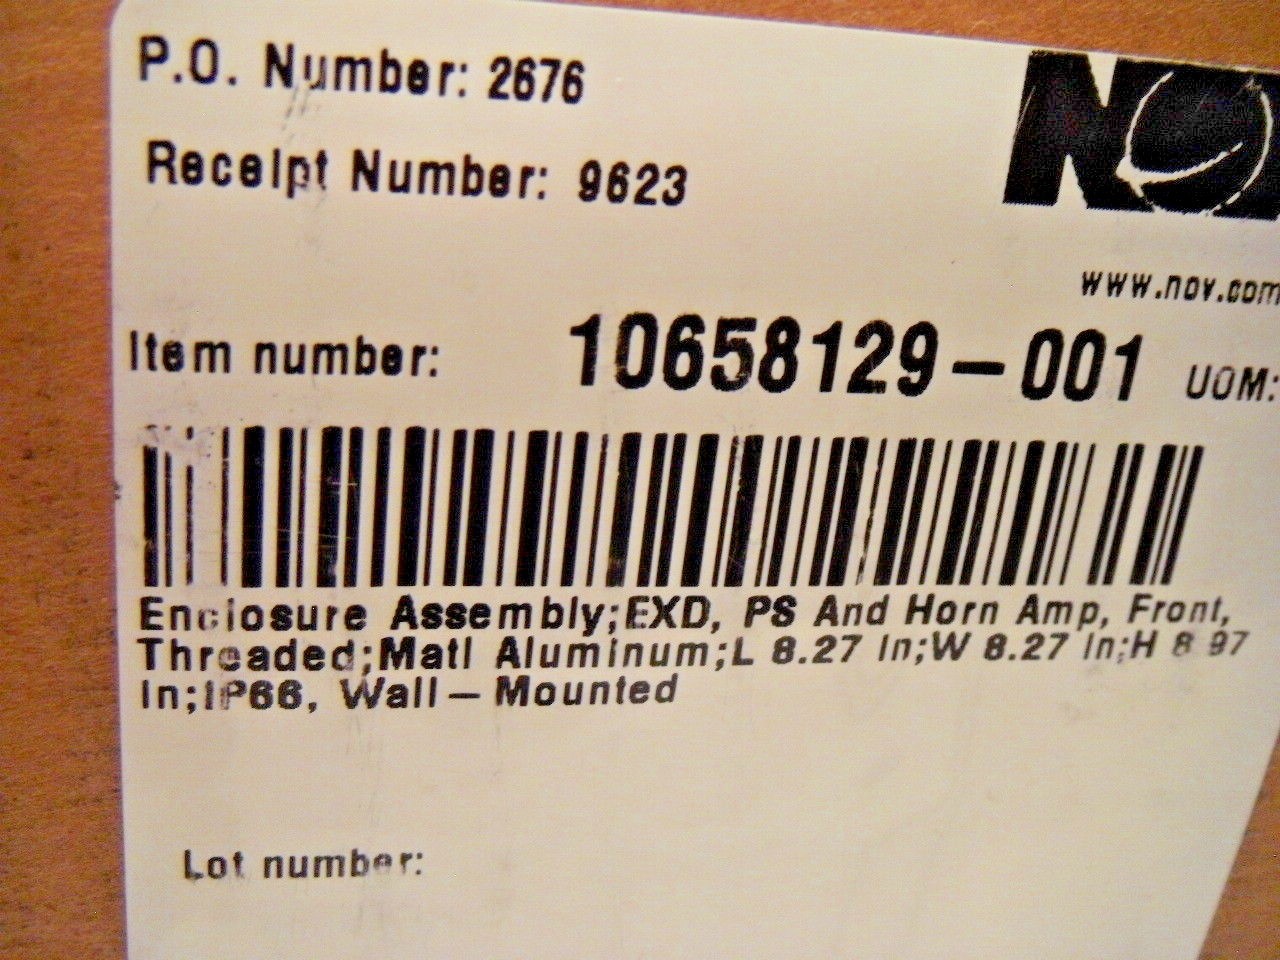 P.O. Number: 2676
NO
Receipt Number: 9623
www.nov.com
Item number: 10658129-001 UOM:
Enclosure Assembly;EXD, PS And Horn Amp, Front,
Threaded;Matl Aluminum;L 8.27 In;W 8.27 In;H 8.97
In;IP66, Wall-Mounted
Lot number: